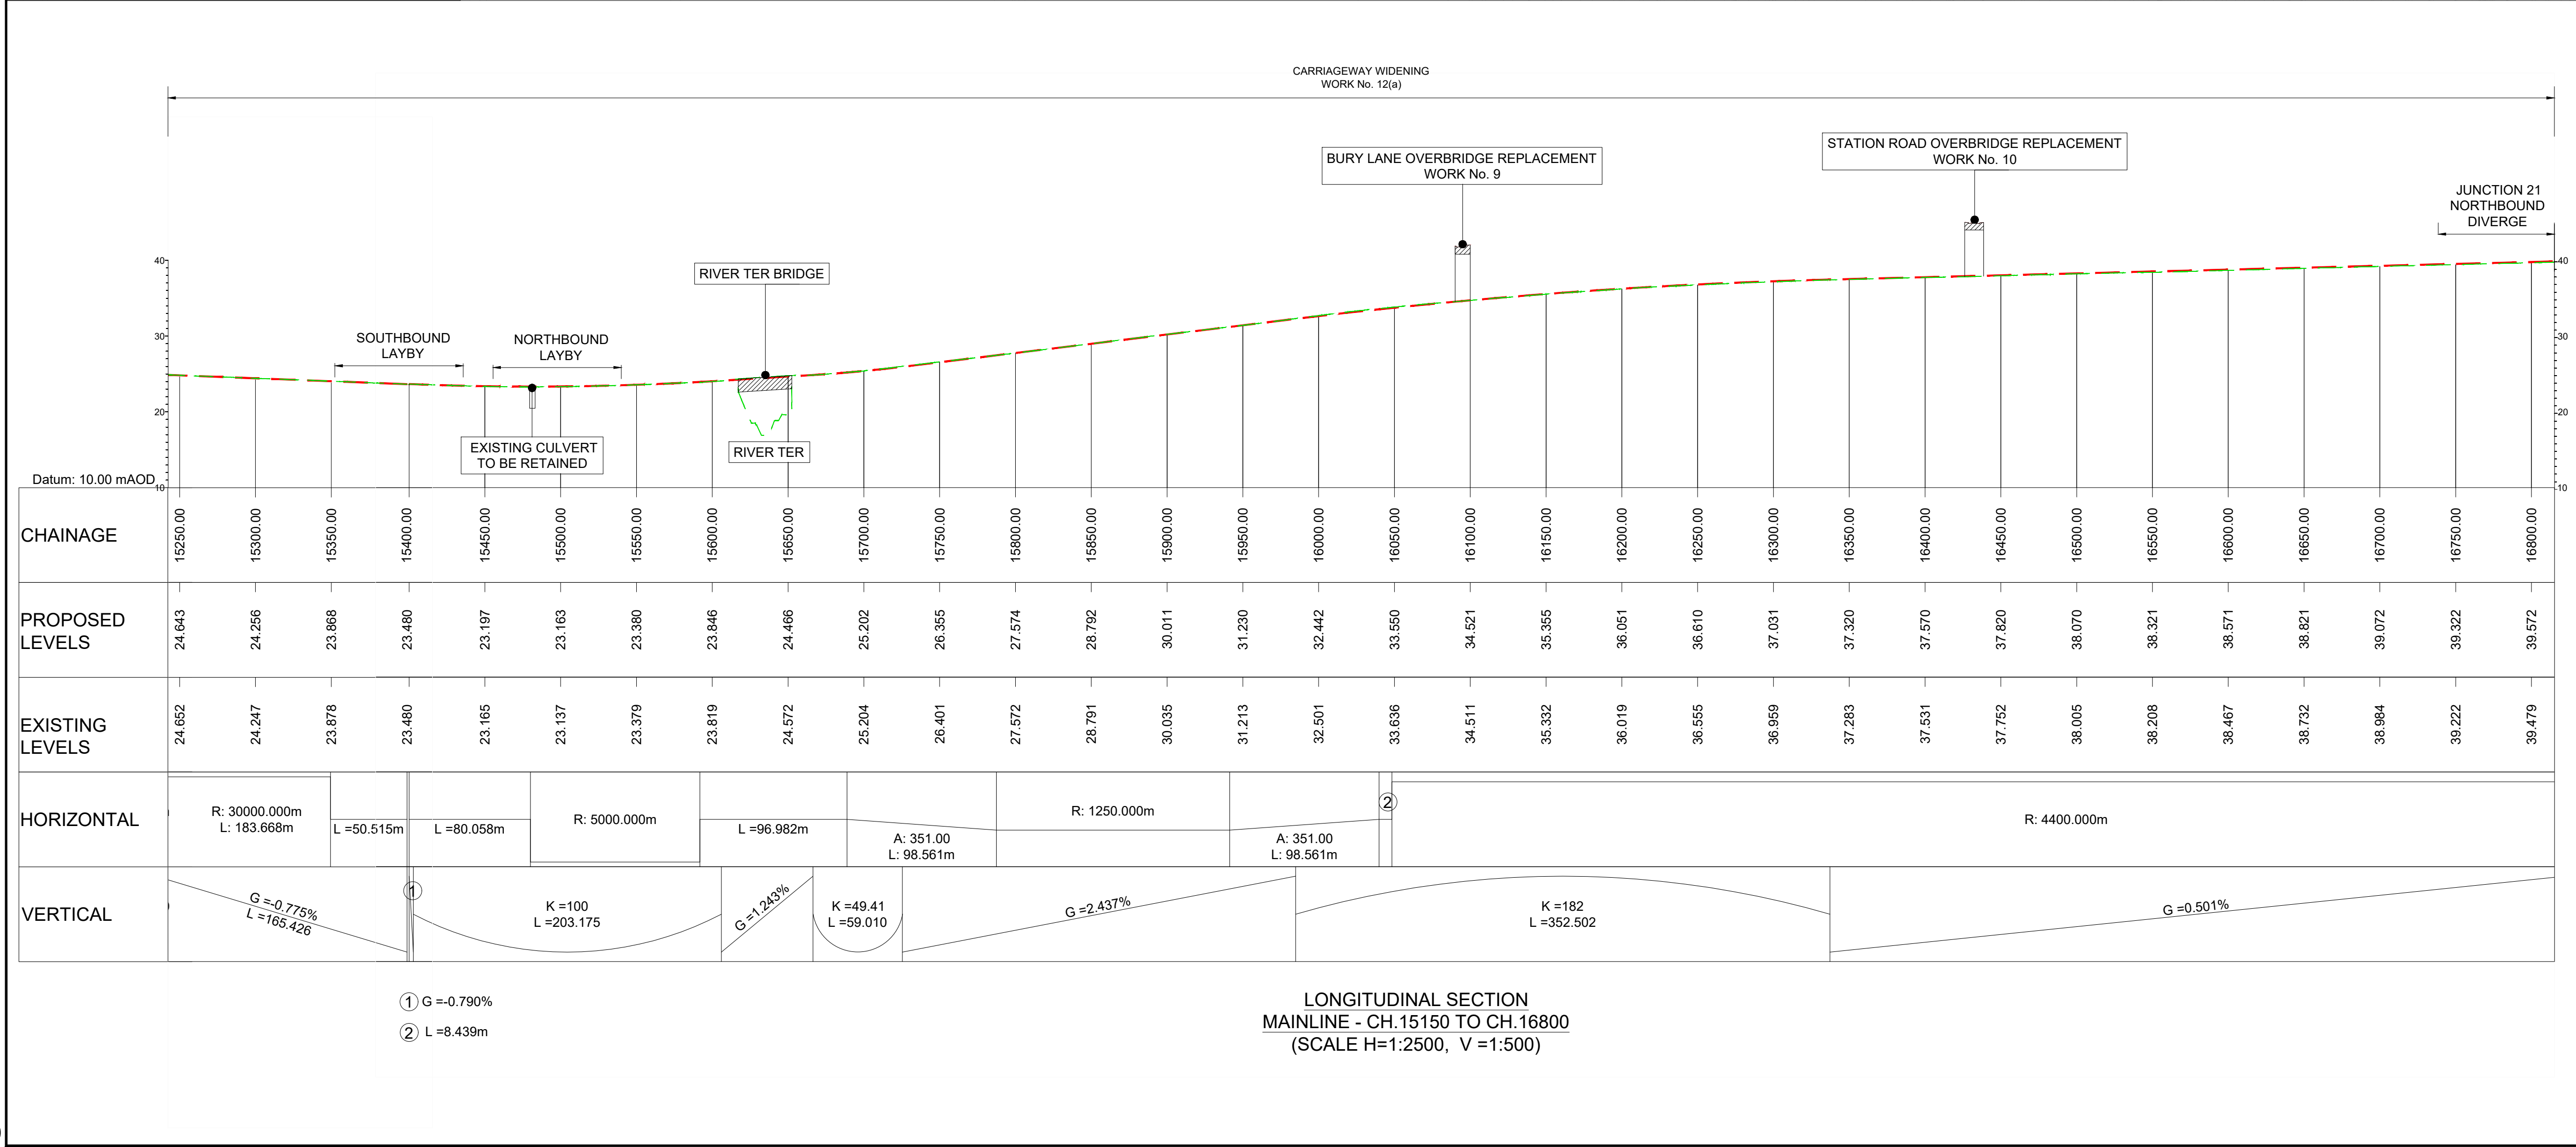 CARRIAGEWAY WIDENING
WORK No. 12(a)
BURY LANE OVERBRIDGE REPLACEMENT
WORK No. 9
STATION ROAD OVERBRIDGE REPLACEMENT
WORK No. 10
JUNCTION 21
NORTHBOUND
DIVERGE
RIVER TER BRIDGE
SOUTHBOUND
LAYBY
NORTHBOUND
LAYBY
EXISTING CULVERT
TO BE RETAINED
RIVER TER
40
30
20
10
40
30
20
10
Datum: 10.00 mAOD
CHAINAGE
15250.00 15300.00 15350.00 15400.00 15450.00 15500.00 15550.00 15600.00 15650.00 15700.00 15750.00 15800.00 15850.00 15900.00 15950.00 16000.00 16050.00 16100.00 16150.00 16200.00 16250.00 16300.00 16350.00 16400.00 16450.00 16500.00 16550.00 16600.00 16650.00 16700.00 16750.00 16800.00
PROPOSED
LEVELS
24.643 24.256 23.868 23.480 23.197 23.163 23.380 23.846 24.466 25.202 26.355 27.574 28.792 30.011 31.230 32.442 33.550 34.521 35.355 36.051 36.610 37.031 37.320 37.570 37.820 38.070 38.321 38.571 38.821 39.072 39.322 39.572
EXISTING
LEVELS
24.652 24.247 23.878 23.480 23.165 23.137 23.379 23.819 24.572 25.204 26.401 27.572 28.791 30.035 31.213 32.501 33.636 34.511 35.332 36.019 36.555 36.959 37.283 37.531 37.752 38.005 38.208 38.467 38.732 38.984 39.222 39.479
HORIZONTAL
R: 30000.000m
L: 183.668m
L =50.515m
L =80.058m
R: 5000.000m
L =96.982m
A: 351.00
L: 98.561m
R: 1250.000m
A: 351.00
L: 98.561m
2
R: 4400.000m
VERTICAL
G =-0.775%
L =165.426
1
K =100
L =203.175
G =1.243%
K =49.41
L =59.010
G =2.437%
K =182
L =352.502
G =0.501%
1 G =-0.790%
2 L =8.439m
LONGITUDINAL SECTION
MAINLINE - CH.15150 TO CH.16800
(SCALE H=1:2500, V =1:500)